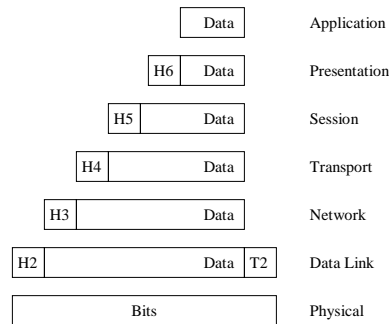 Data Application
H6 Data Presentation
H5 Data Session
H4 Data Transport
H3 Data Network
H2 Data T2 Data Link
Bits Physical